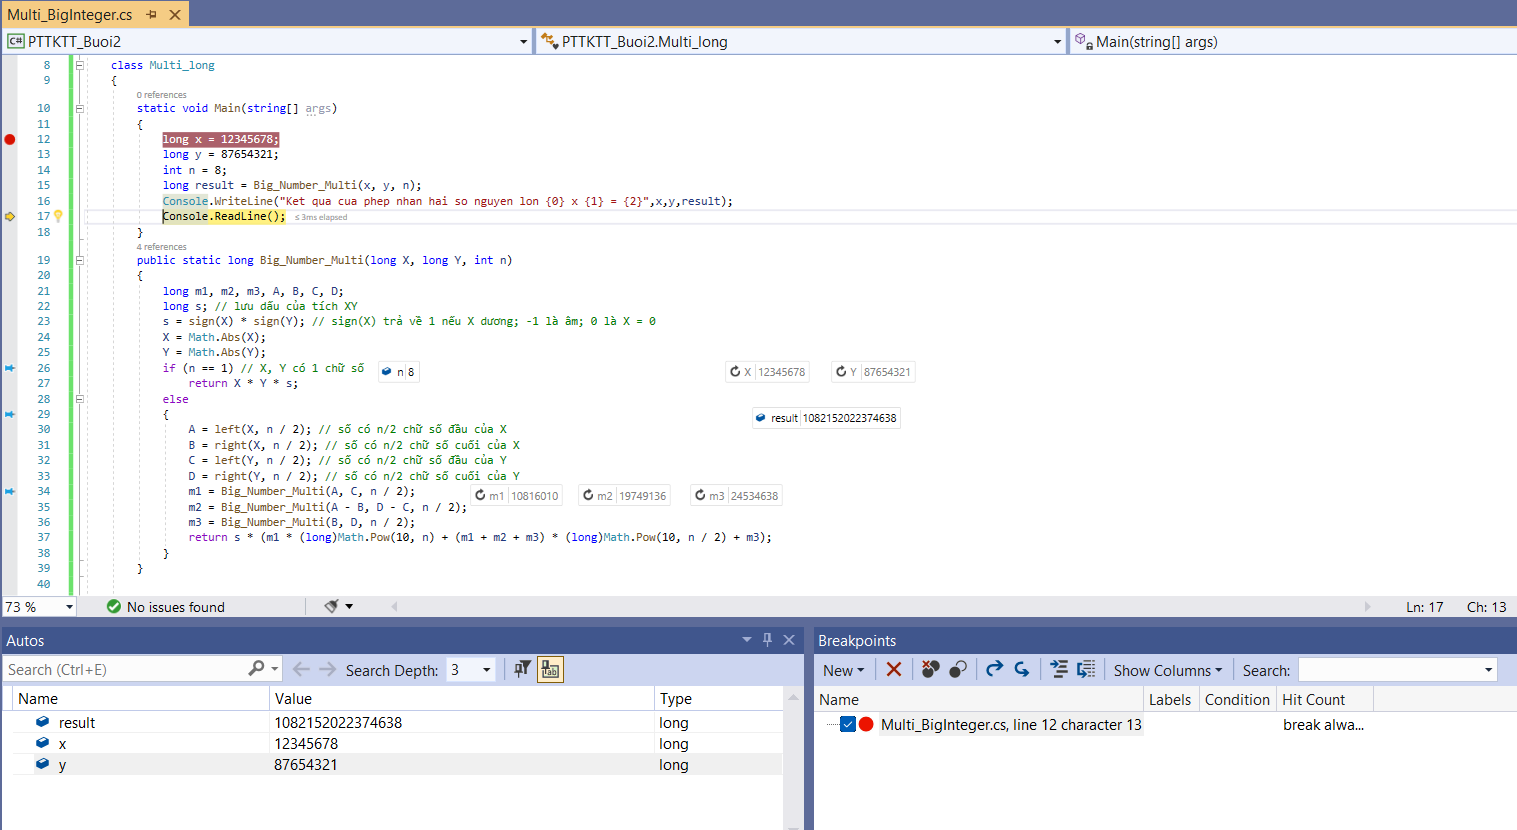 Multi_BigInteger.cs
C# PTTKTT_Buoi2
PTTKTT_Buoi2.Multi_long
Main(string[] args)
8 class Multi_long
9 {
0 references
10 static void Main(string[] args)
11 {
12 long x = 12345678;
13 long y = 87654321;
14 int n = 8;
15 long result = Big_Number_Multi(x, y, n);
16 Console.WriteLine("Ket qua cua phep nhan hai so nguyen lon {0} x {1} = {2}",x,y,result);
17 Console.ReadLine(); ≤ 3ms elapsed
18 }
4 references
19 public static long Big_Number_Multi(long X, long Y, int n)
20 {
21 long m1, m2, m3, A, B, C, D;
22 long s; // lưu dấu của tích XY
23 s = sign(X) * sign(Y); // sign(X) trả về 1 nếu X dương; -1 là âm; 0 là X = 0
24 X = Math.Abs(X);
25 Y = Math.Abs(Y);
26 if (n == 1) // X, Y có 1 chữ số n 8 X 12345678 Y 87654321
27 return X * Y * s;
28 else
29 { result 1082152022374638
30 A = left(X, n / 2); // số có n/2 chữ số đầu của X
31 B = right(X, n / 2); // số có n/2 chữ số cuối của X
32 C = left(Y, n / 2); // số có n/2 chữ số đầu của Y
33 D = right(Y, n / 2); // số có n/2 chữ số cuối của Y
34 m1 = Big_Number_Multi(A, C, n / 2); m1 10816010 m2 19749136 m3 24534638
35 m2 = Big_Number_Multi(A - B, D - C, n / 2);
36 m3 = Big_Number_Multi(B, D, n / 2);
37 return s * (m1 * (long)Math.Pow(10, n) + (m1 + m2 + m3) * (long)Math.Pow(10, n / 2) + m3);
38 }
39 }
40
73 % No issues found Ln: 17 Ch: 13
Autos
Search (Ctrl+E) Search Depth: 3
Name Value Type
result 1082152022374638 long
x 12345678 long
y 87654321 long
Breakpoints
New Show Columns Search:
Name Labels Condition Hit Count
Multi_BigInteger.cs, line 12 character 13 break alwa...